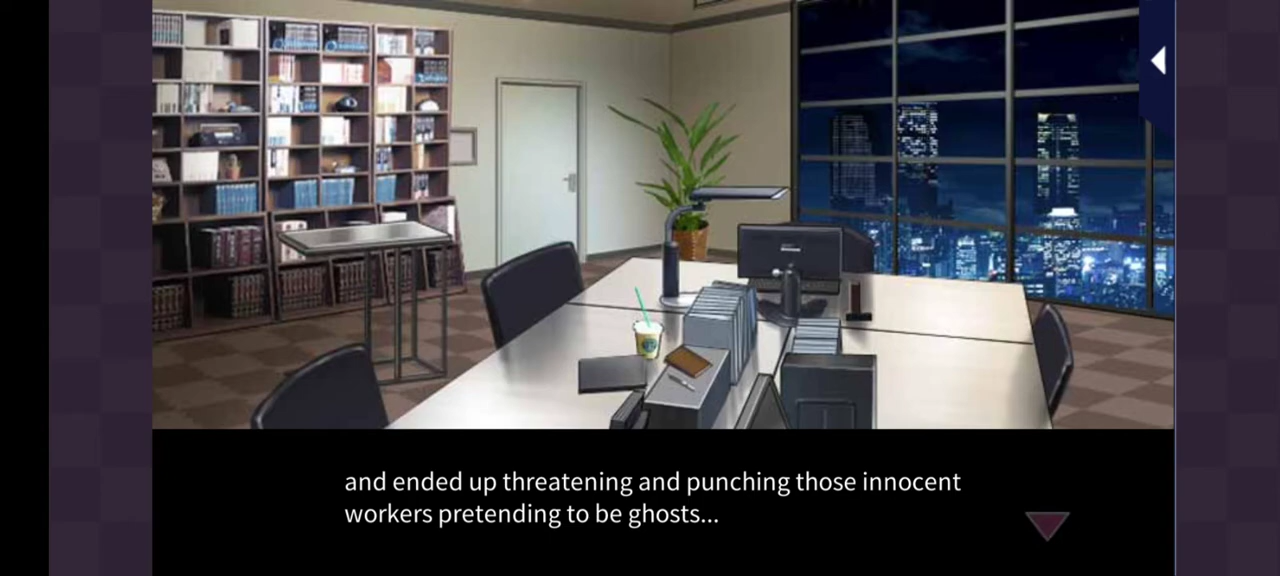 and ended up threatening and punching those innocent
workers pretending to be ghosts...